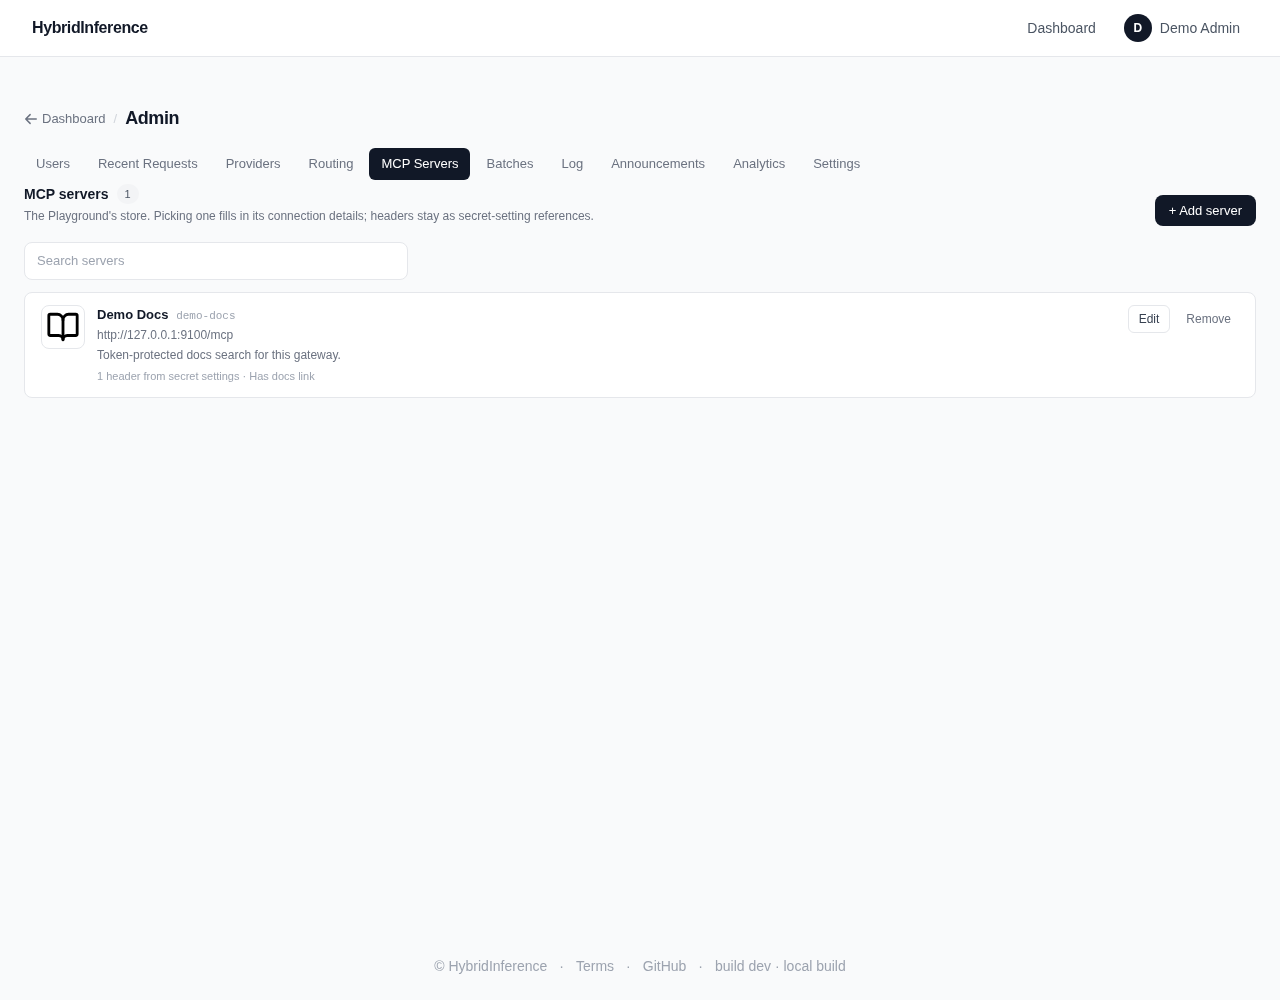 HybridInference
Dashboard
D
Demo Admin
Dashboard / Admin
Users
Recent Requests
Providers
Routing
MCP Servers
Batches
Log
Announcements
Analytics
Settings
MCP servers 1
The Playground's store. Picking one fills in its connection details; headers stay as secret-setting references.
+ Add server
Search servers
Demo Docs demo-docs
Edit
Remove
http://127.0.0.1:9100/mcp
Token-protected docs search for this gateway.
1 header from secret settings · Has docs link
© HybridInference · Terms · GitHub · build dev · local build